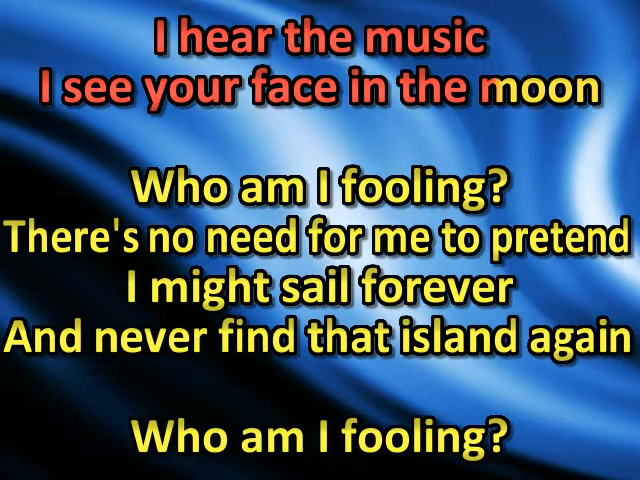 I hear the music
I see your face in the moon
Who am I fooling?
There's no need for me to pretend
I might sail forever
And never find that island again
Who am I fooling?